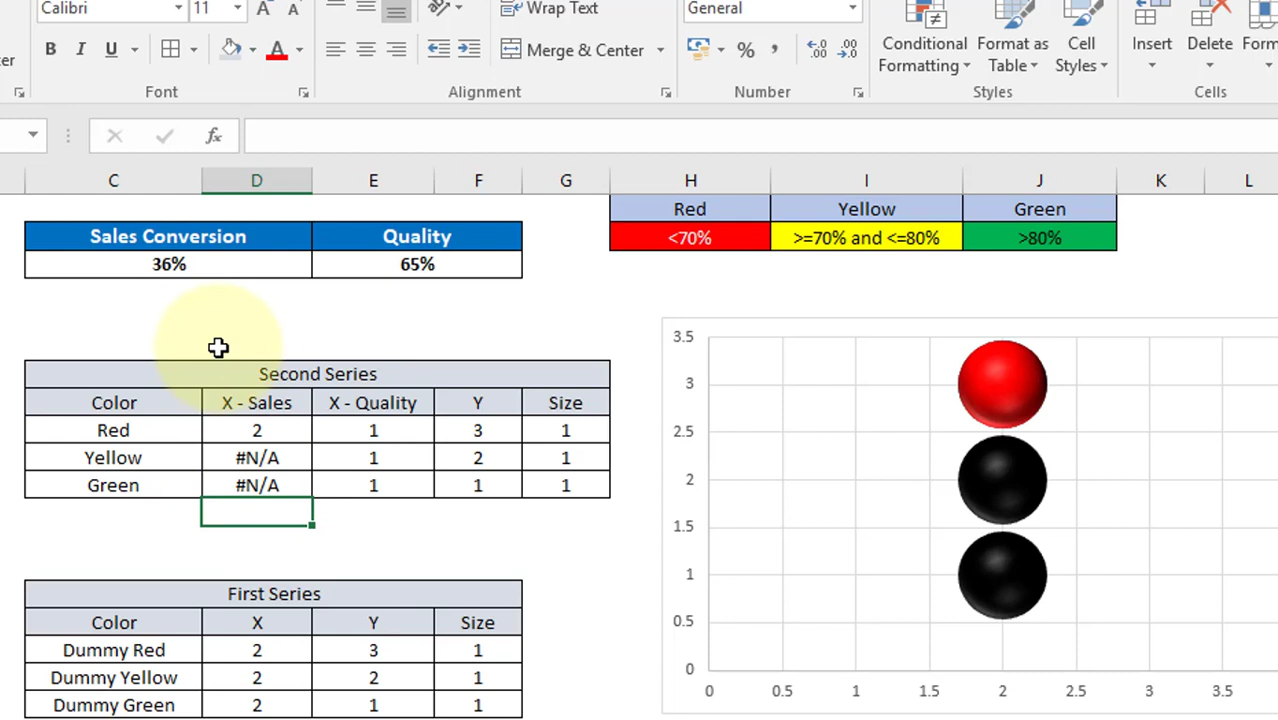 Calibri 11 A A Wrap Text General
B I U A Merge & Center % , .0 .00 .00 .0 Conditional Formatting Format as Table Cell Styles Insert Delete
Font Alignment Number Styles Cells
fx
C D E F G H I J K L
Red Yellow Green
Sales Conversion Quality <70% >=70% and <=80% >80%
36% 65%
Second Series
Color X - Sales X - Quality Y Size
Red 2 1 3 1
Yellow #N/A 1 2 1
Green #N/A 1 1 1
First Series
Color X Y Size
Dummy Red 2 3 1
Dummy Yellow 2 2 1
Dummy Green 2 1 1
3.5
3
2.5
2
1.5
1
0.5
0
0 0.5 1 1.5 2 2.5 3 3.5